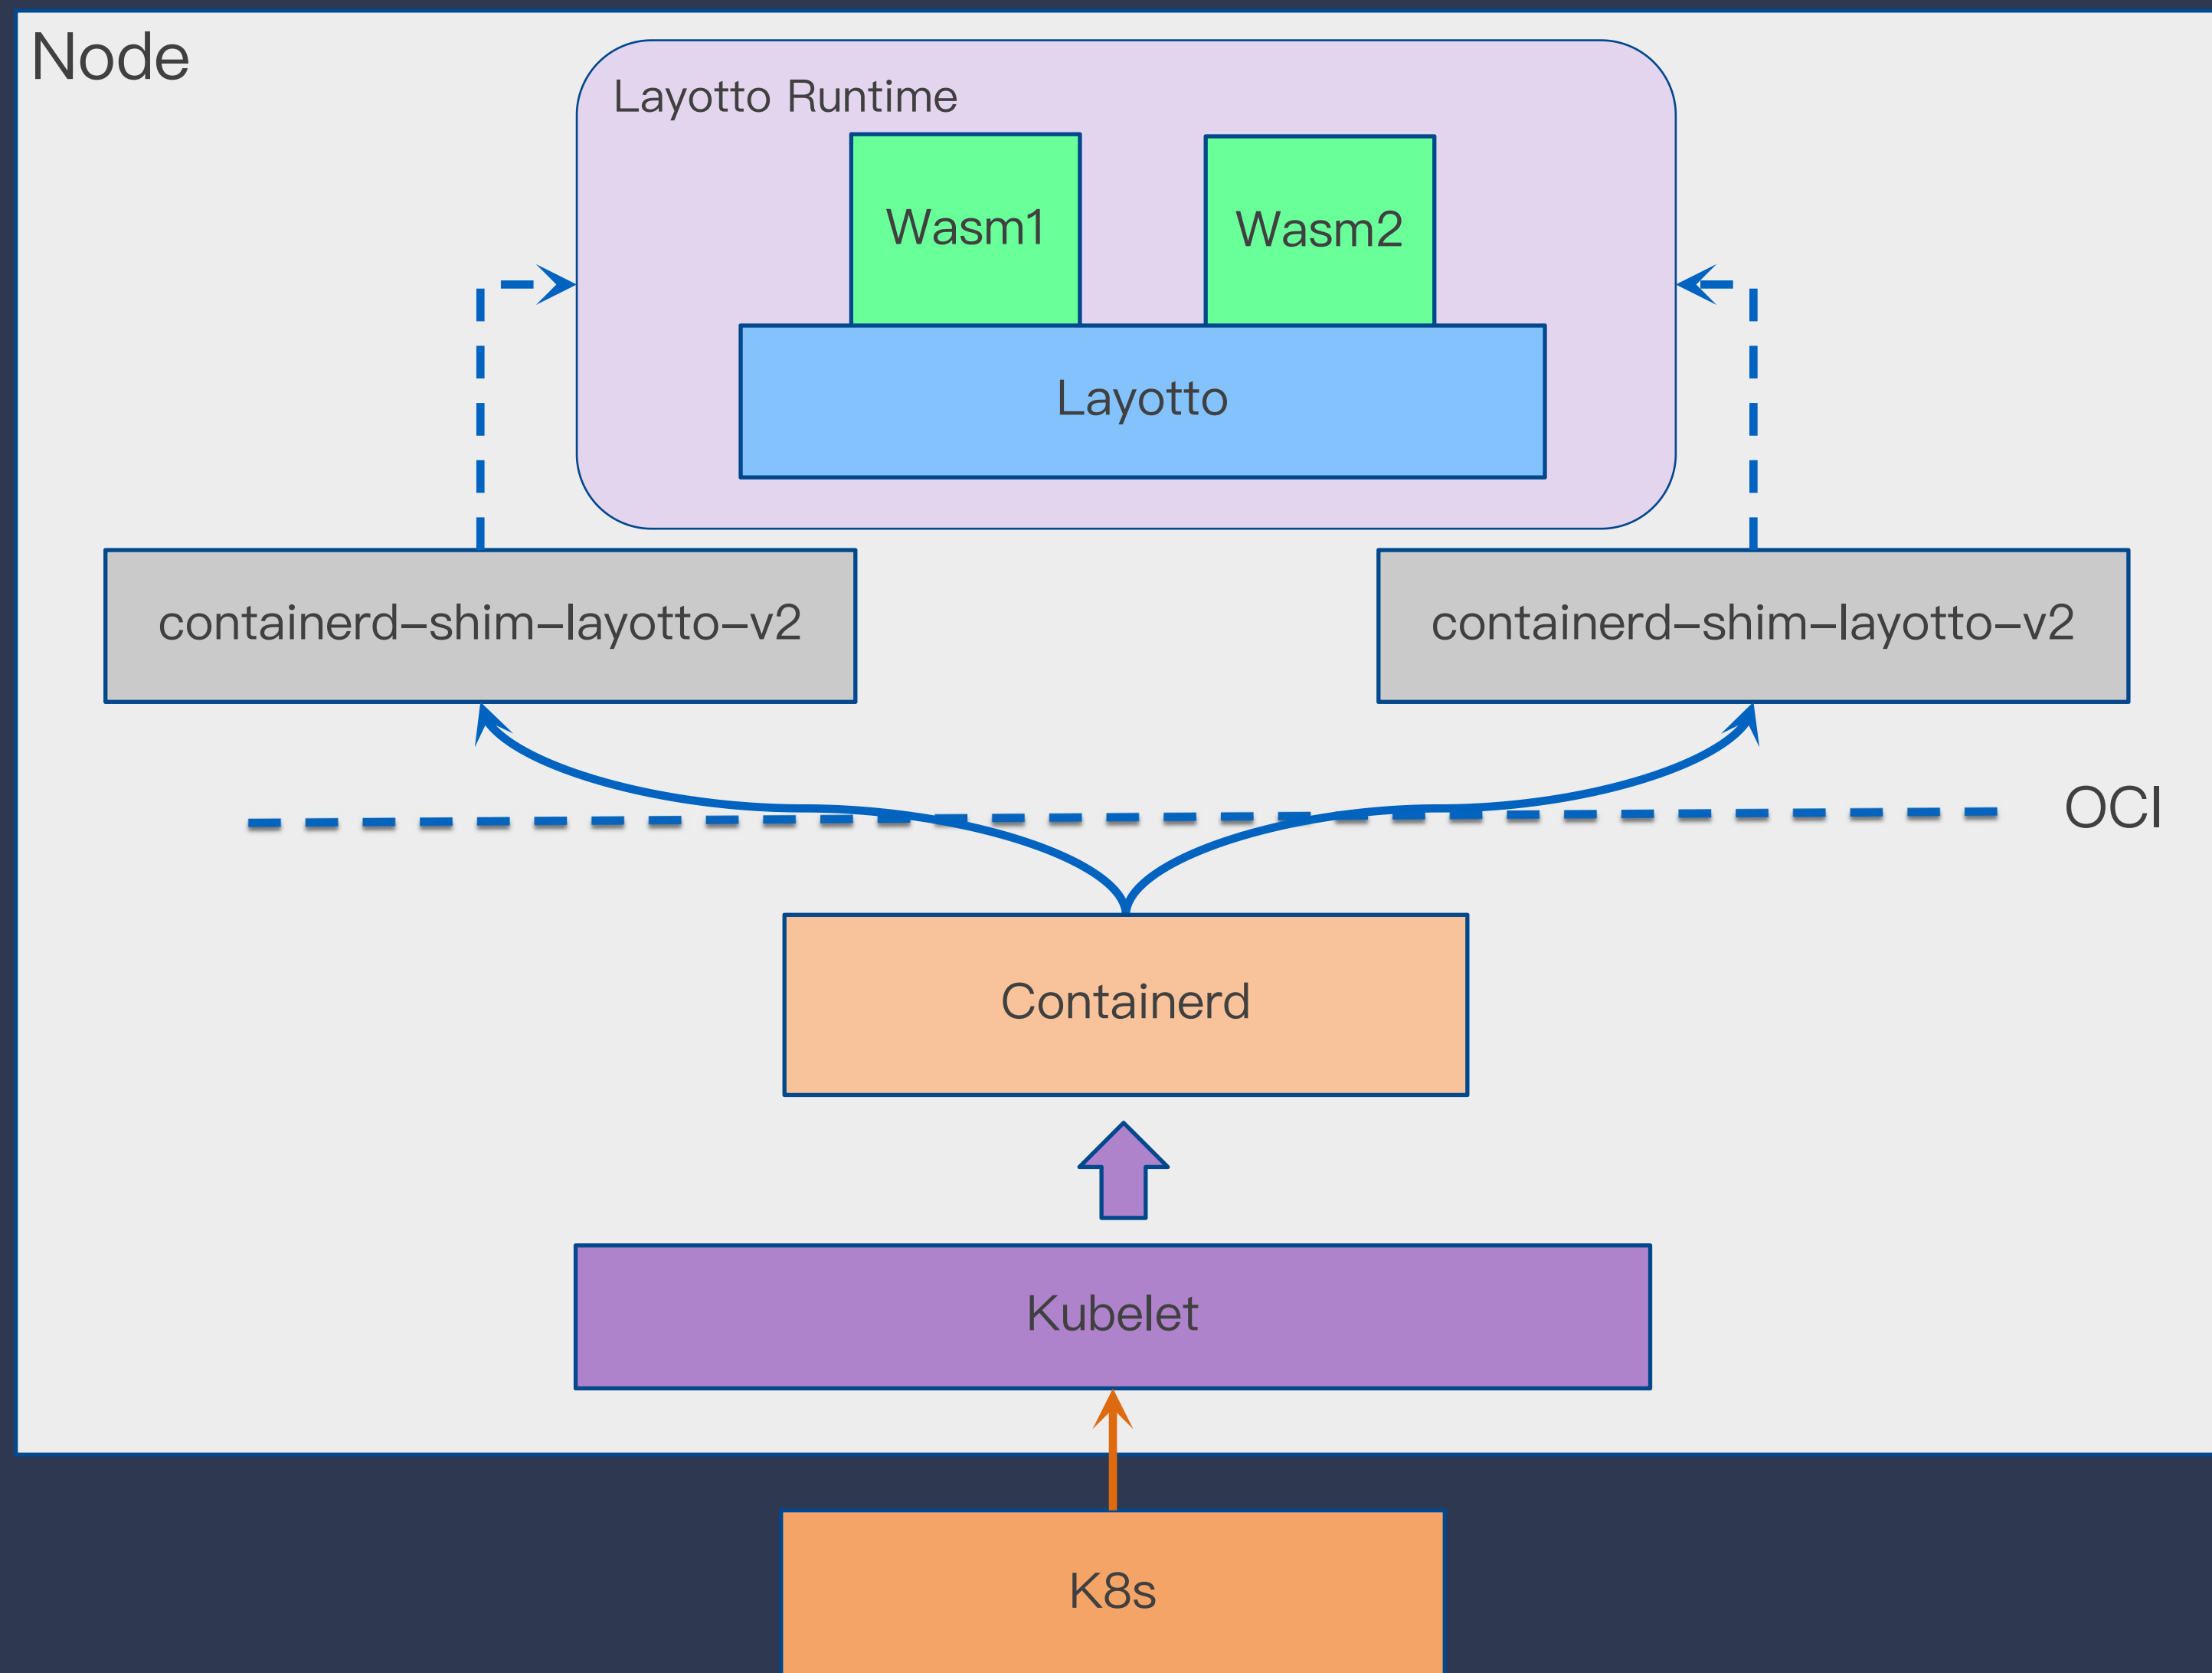 Node
Layotto Runtime
Wasm1
Wasm2
Layotto
containerd-shim-layotto-v2
containerd-shim-layotto-v2
OCI
Containerd
Kubelet
K8s